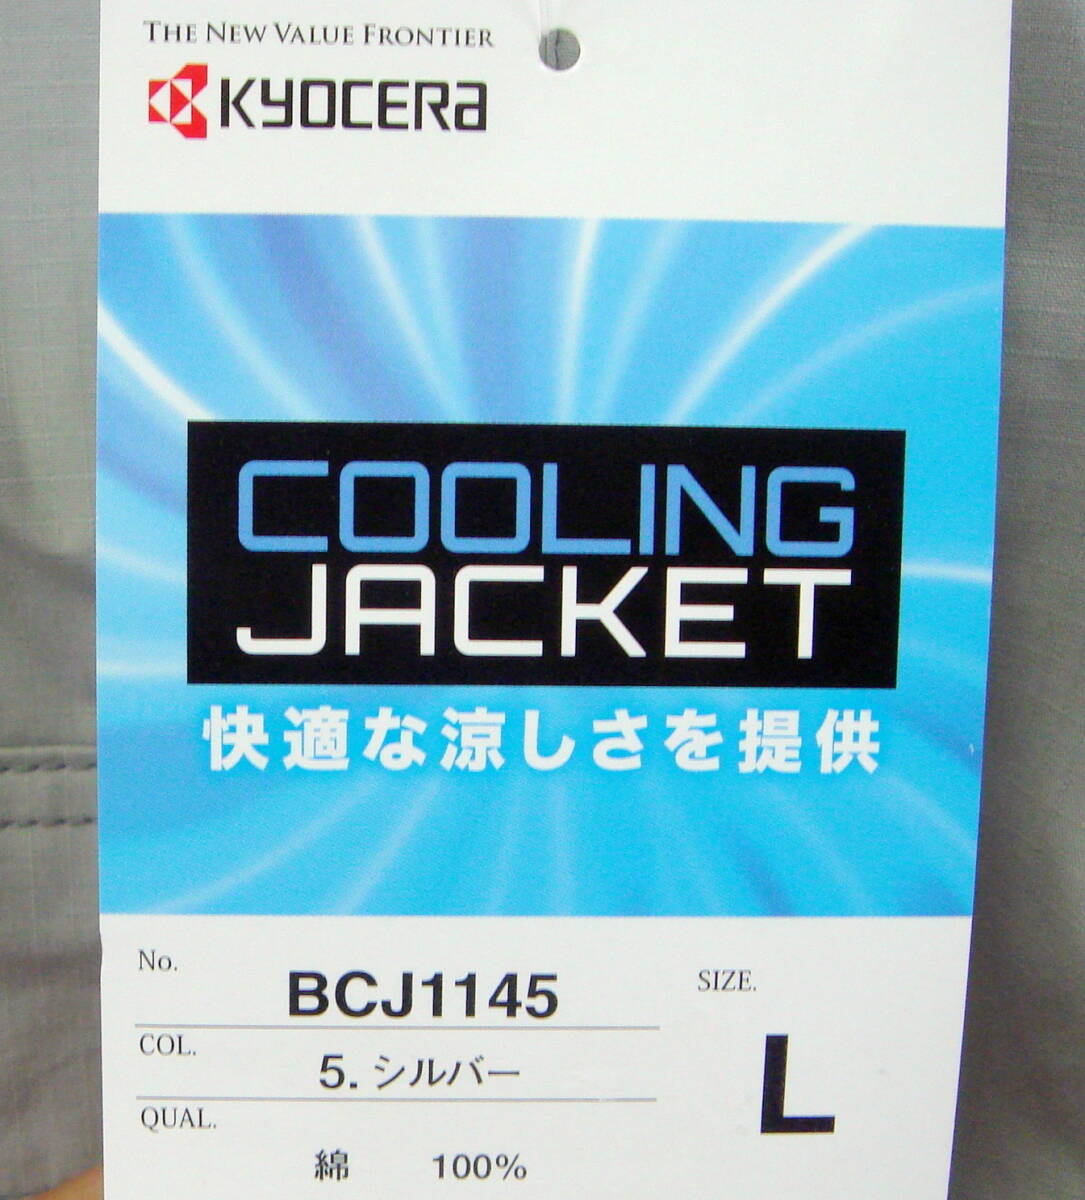 THE NEW VALUE FRONTIER
KYOCERA
COOLING
JACKET
快適な涼しさを提供
No.
BCJ1145
SIZE.
COL.
5. シルバー
L
QUAL.
綿 100%